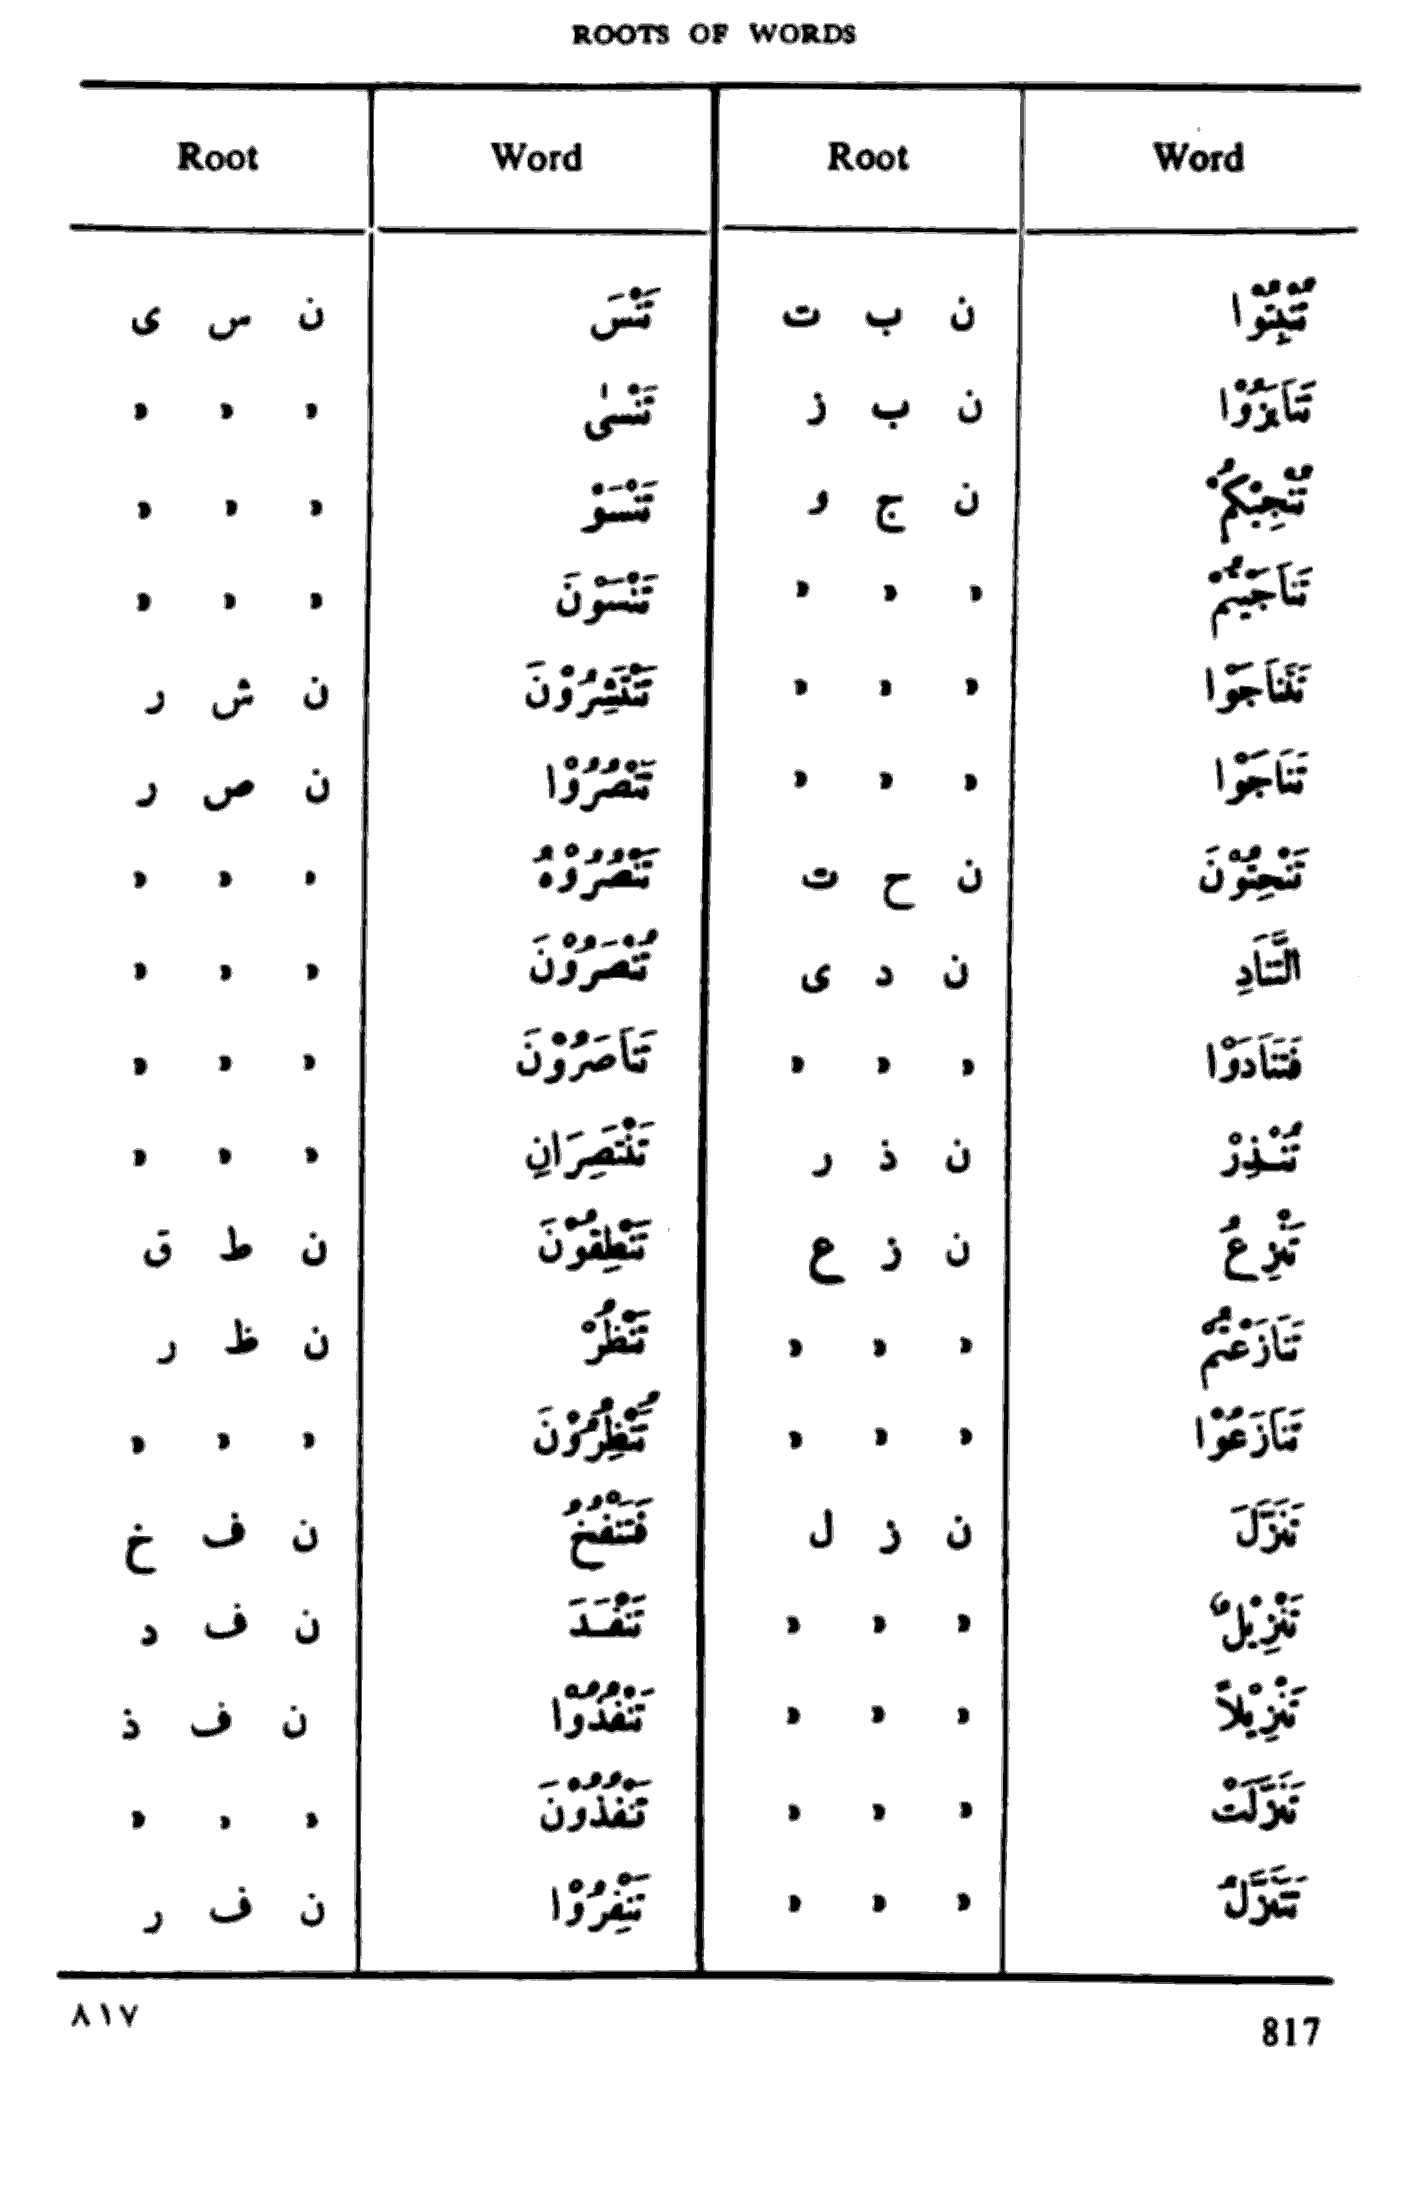 ROOTS OF WORDS
Root Word Root Word
تُنْبِتُوْا ن ب ت تَنْسَ ن س ى
تَنَابَزُوْا ن ب ز تَنْسٰى " " "
تُنْجِيْكُمْ ن ج و تَنْسَوْ " " "
تَنَاجَيْتُمْ " " " تَنْسَوْنَ " " "
تَتَنَاجَوْا " " " تَنْتَشِرُوْنَ ن ش ر
تَنَاجَوْا " " " تَنْصُرُوْا ن ص ر
تَنْحِتُوْنَ ن ح ت تَنْصُرُوْهُ " " "
التَّنَادِ ن د ى تُنْصَرُوْنَ " " "
فَتَنَادَوْا " " " تَنَاصَرُوْنَ " " "
تُنْذِرْ ن ذ ر تَنْتَصِرَانِ " " "
تَنْزِعُ ن ز ع تَنْطِقُوْنَ ن ط ق
تَنَازَعْتُمْ " " " تَنْظُرْ ن ظ ر
تَنَازَعُوْا " " " تُنْظِرُوْنَ " " "
تَنَزَّلَ ن ز ل فَتَنْفُخُ ن ف خ
تَنْزِيْلٌ " " " تَنْفَدَ ن ف د
تَنْزِيْلاً " " " تَنْفُذُوْا ن ف ذ
تَنَزَّلَتْ " " " تَنْفُذُوْنَ " " "
تَتَنَزَّلُ " " " تَنْفِرُوْا ن ف ر
٨١٧
817